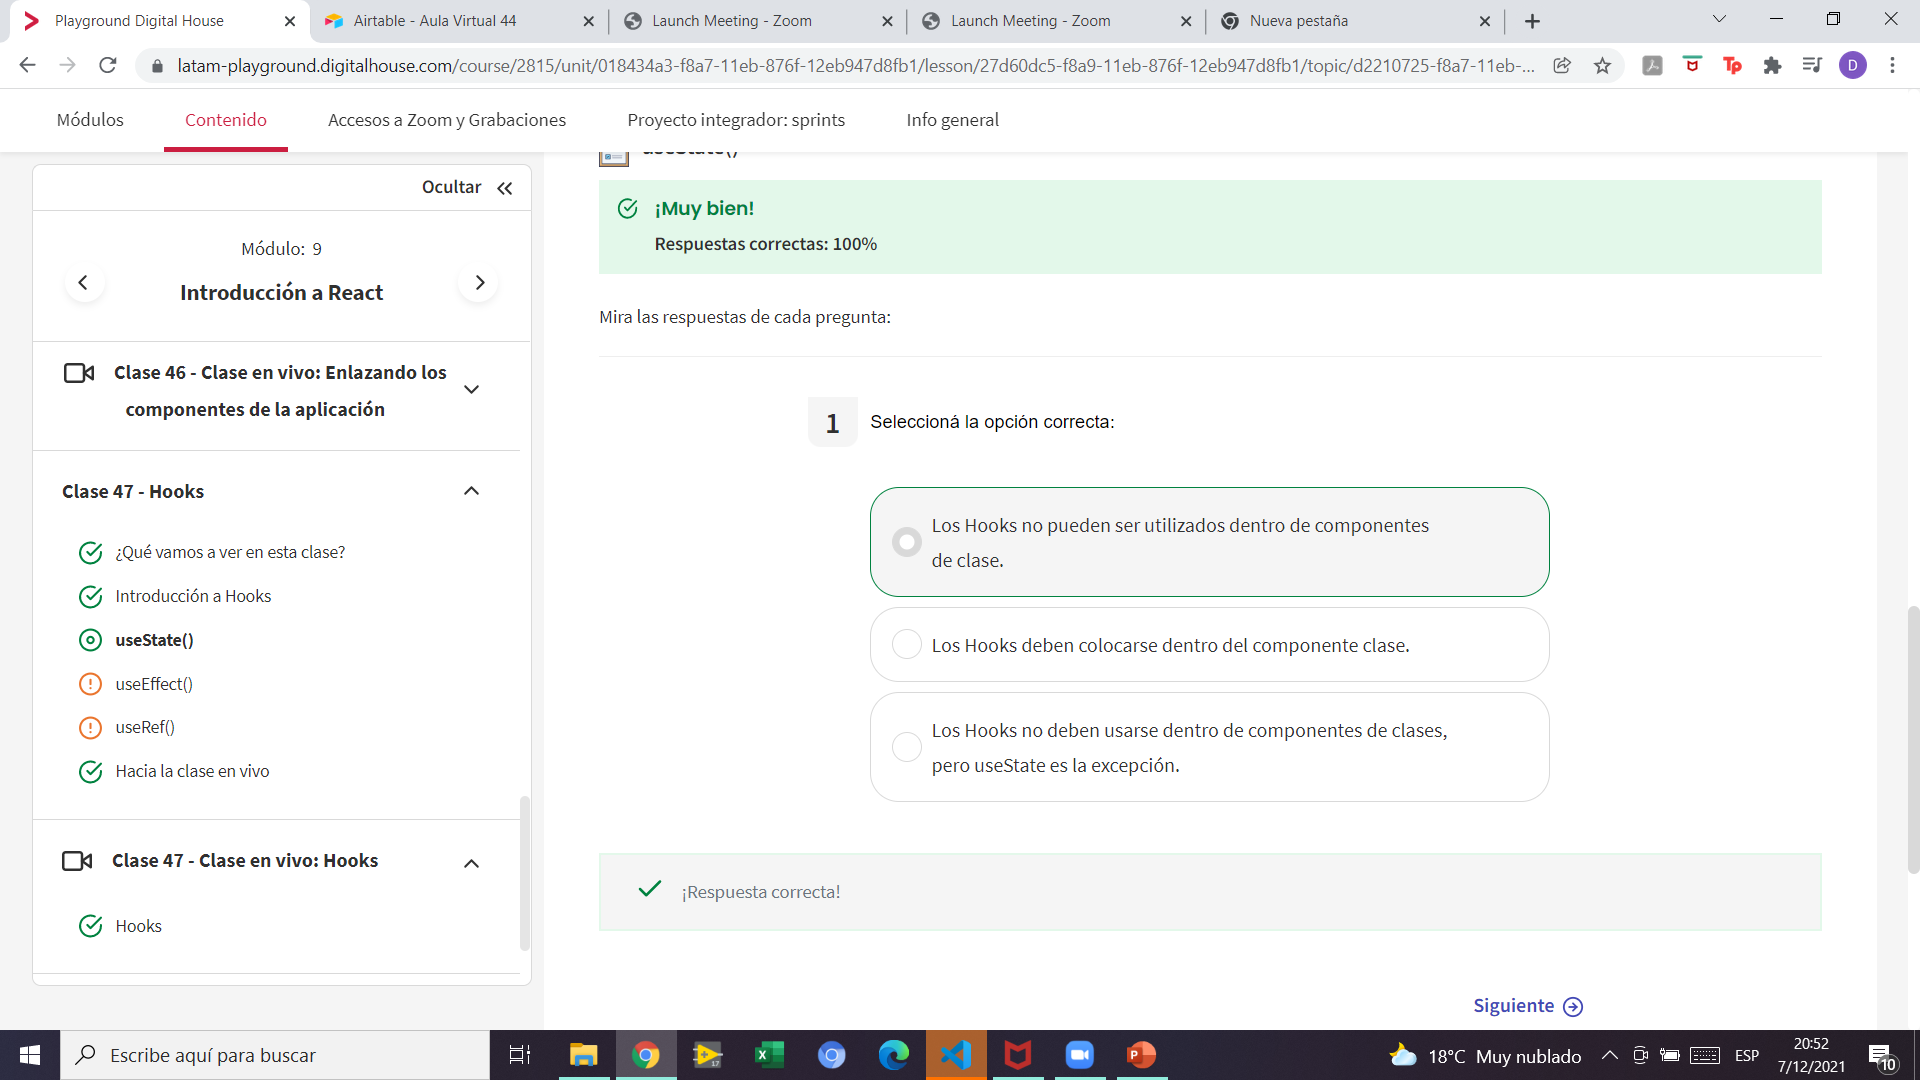 Playground Digital House
Airtable - Aula Virtual 44
Launch Meeting - Zoom
Launch Meeting - Zoom
Nueva pestaña
latam-playground.digitalhouse.com/course/2815/unit/018434a3-f8a7-11eb-876f-12eb947d8fb1/lesson/27d60dc5-f8a9-11eb-876f-12eb947d8fb1/topic/d2210725-f8a7-11eb-...
D
Módulos
Contenido
Accesos a Zoom y Grabaciones
Proyecto integrador: sprints
Info general
Ocultar
Módulo: 9
Introducción a React
Clase 46 - Clase en vivo: Enlazando los
componentes de la aplicación
Clase 47 - Hooks
¿Qué vamos a ver en esta clase?
Introducción a Hooks
useState()
useEffect()
useRef()
Hacia la clase en vivo
Clase 47 - Clase en vivo: Hooks
Hooks
useState()
¡Muy bien!
Respuestas correctas: 100%
Mira las respuestas de cada pregunta:
1
Seleccioná la opción correcta:
Los Hooks no pueden ser utilizados dentro de componentes
de clase.
Los Hooks deben colocarse dentro del componente clase.
Los Hooks no deben usarse dentro de componentes de clases,
pero useState es la excepción.
¡Respuesta correcta!
Siguiente
Escribe aquí para buscar
18°C Muy nublado
ESP
20:52
7/12/2021
10